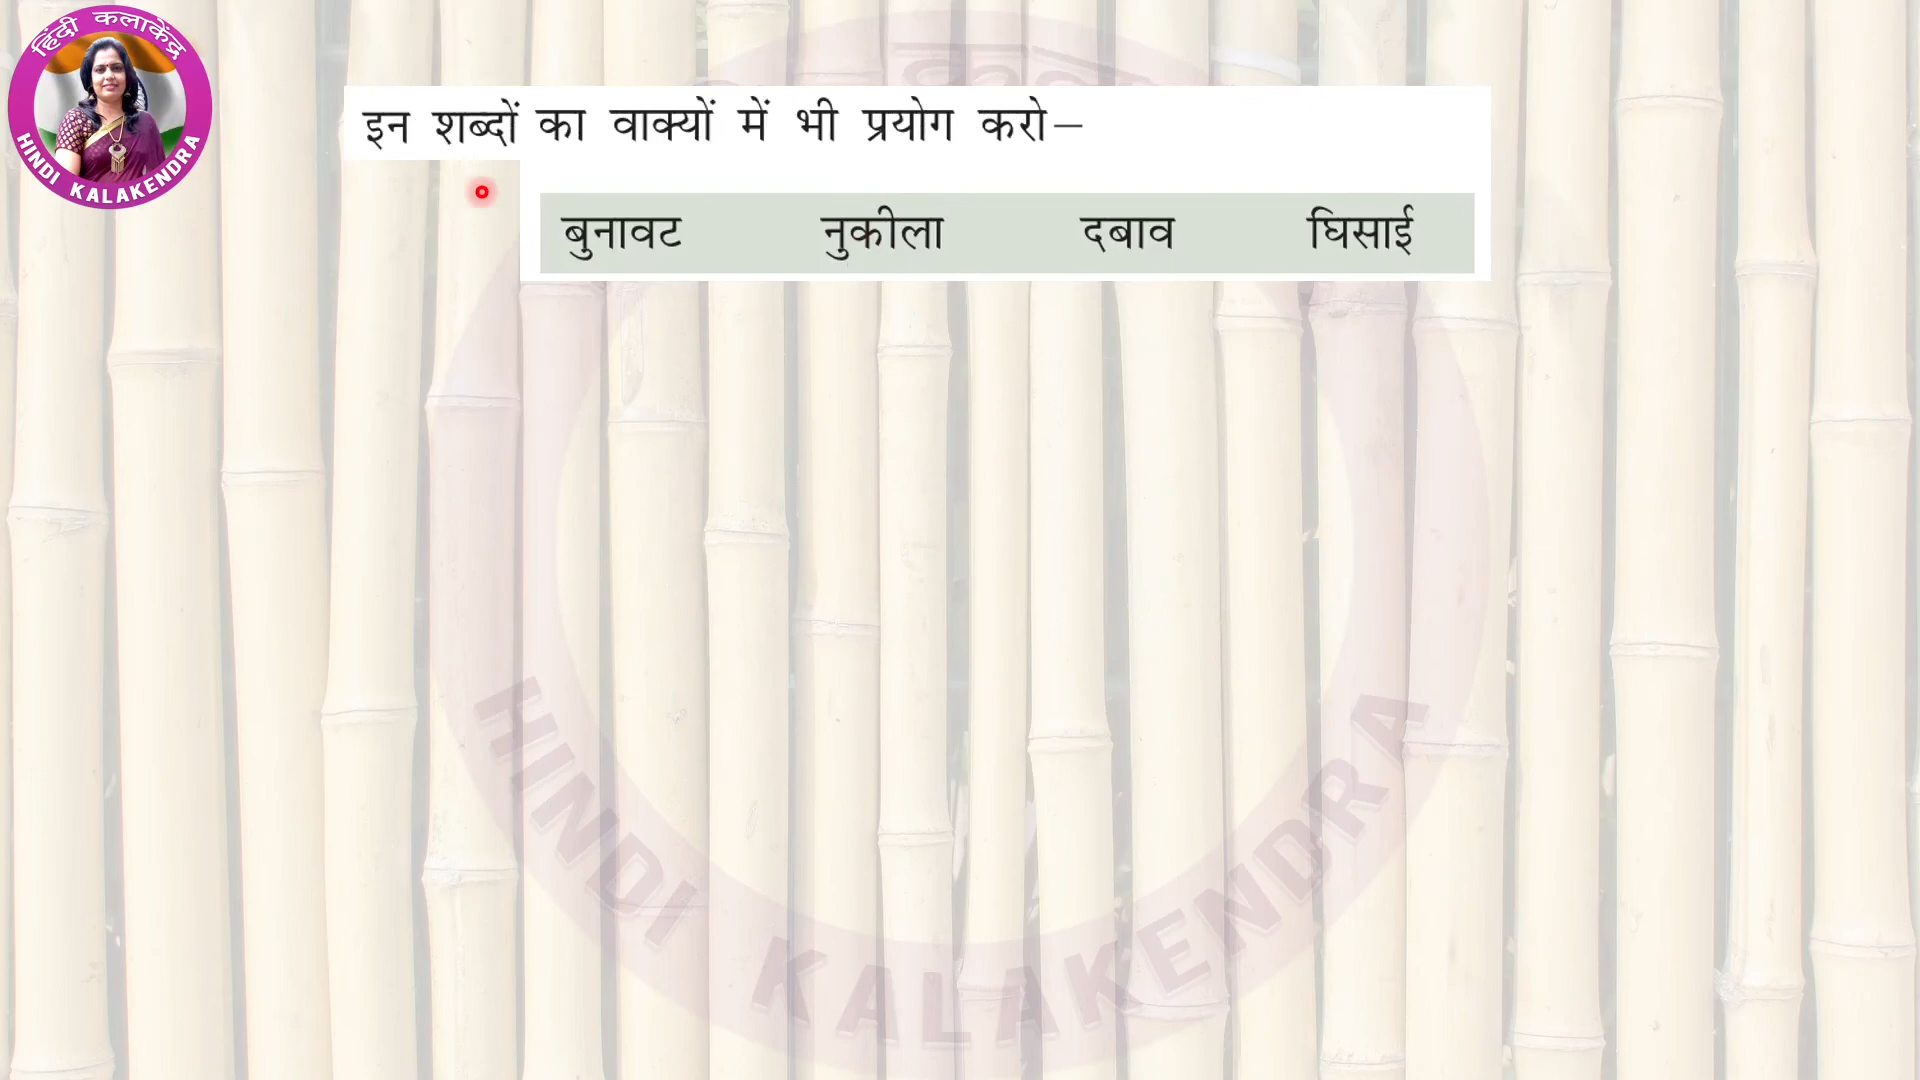 हिंदी कलाकेंद्र
HINDI KALAKENDRA
इन शब्दों का वाक्यों में भी प्रयोग करो–
बुनावट नुकीला दबाव घिसाई
HINDI KALAKENDRA